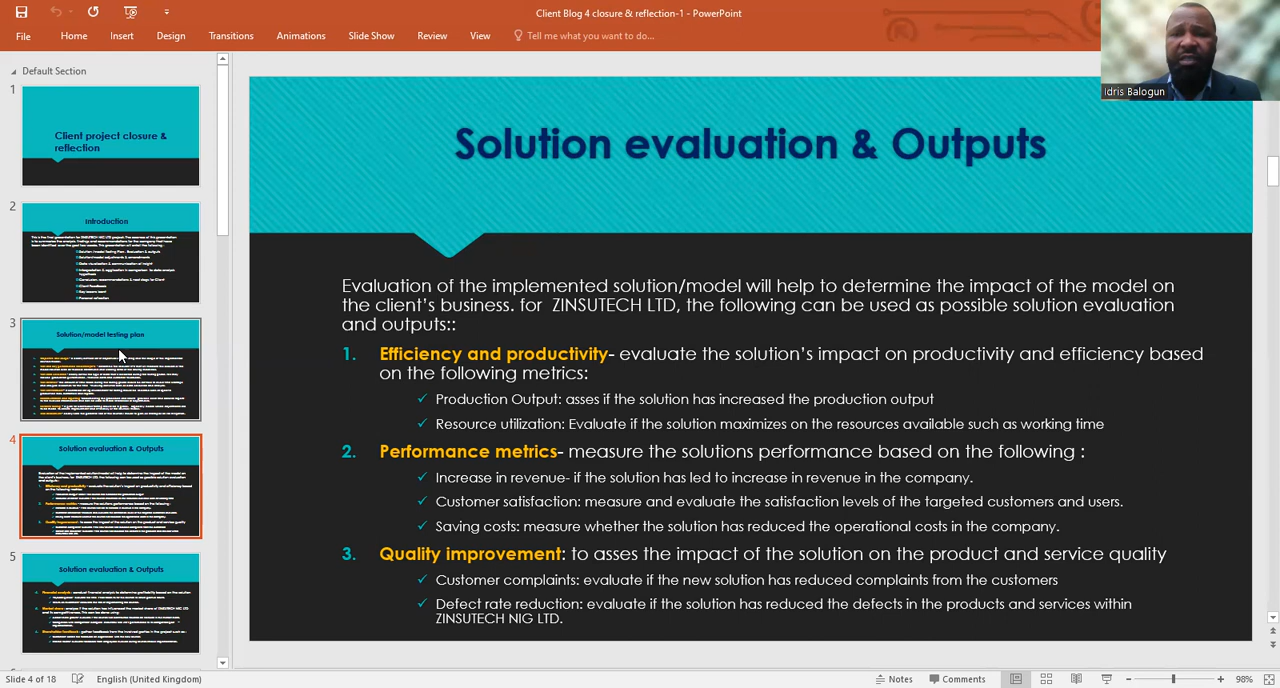 Client Blog 4 closure & reflection-1 - PowerPoint
File Home Insert Design Transitions Animations Slide Show Review View Tell me what you want to do...
Idris Balogun
Default Section
1
Client project closure &
reflection
2
Introduction
3
Solution/model testing plan
4
Solution evaluation & Outputs
5
Solution evaluation & Outputs
Solution evaluation & Outputs
Evaluation of the implemented solution/model will help to determine the impact of the model on
the client's business. for ZINSUTECH LTD, the following can be used as possible solution evaluation
and outputs::
1. Efficiency and productivity- evaluate the solution's impact on productivity and efficiency based
on the following metrics:
✓ Production Output: asses if the solution has increased the production output
✓ Resource utilization: Evaluate if the solution maximizes on the resources available such as working time
2. Performance metrics- measure the solutions performance based on the following :
✓ Increase in revenue- if the solution has led to increase in revenue in the company.
✓ Customer satisfaction: measure and evaluate the satisfaction levels of the targeted customers and users.
✓ Saving costs: measure whether the solution has reduced the operational costs in the company.
3. Quality improvement: to asses the impact of the solution on the product and service quality
✓ Customer complaints: evaluate if the new solution has reduced complaints from the customers
✓ Defect rate reduction: evaluate if the solution has reduced the defects in the products and services within
ZINSUTECH NIG LTD.
Slide 4 of 18 English (United Kingdom) Notes Comments 98%